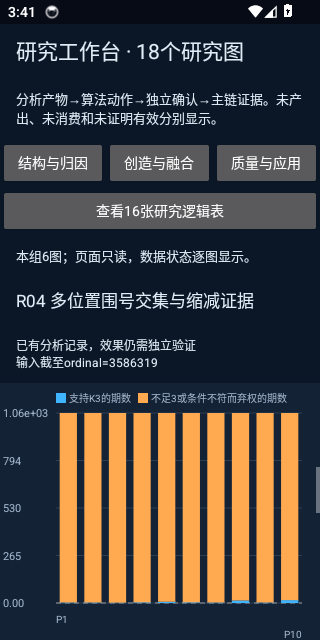 3:41
研究工作台 · 18个研究图
分析产物→算法动作→独立确认→主链证据。未产
出、未消费和未证明有效分别显示。
结构与归因 创造与融合 质量与应用
查看16张研究逻辑表
本组6图；页面只读，数据状态逐图显示。
R04 多位置围号交集与缩减证据
已有分析记录，效果仍需独立验证
输入截至ordinal=3586319
支持K3的期数 不足3或条件不符而弃权的期数
1.06e+03
794
530
265
0.00
P1
P10